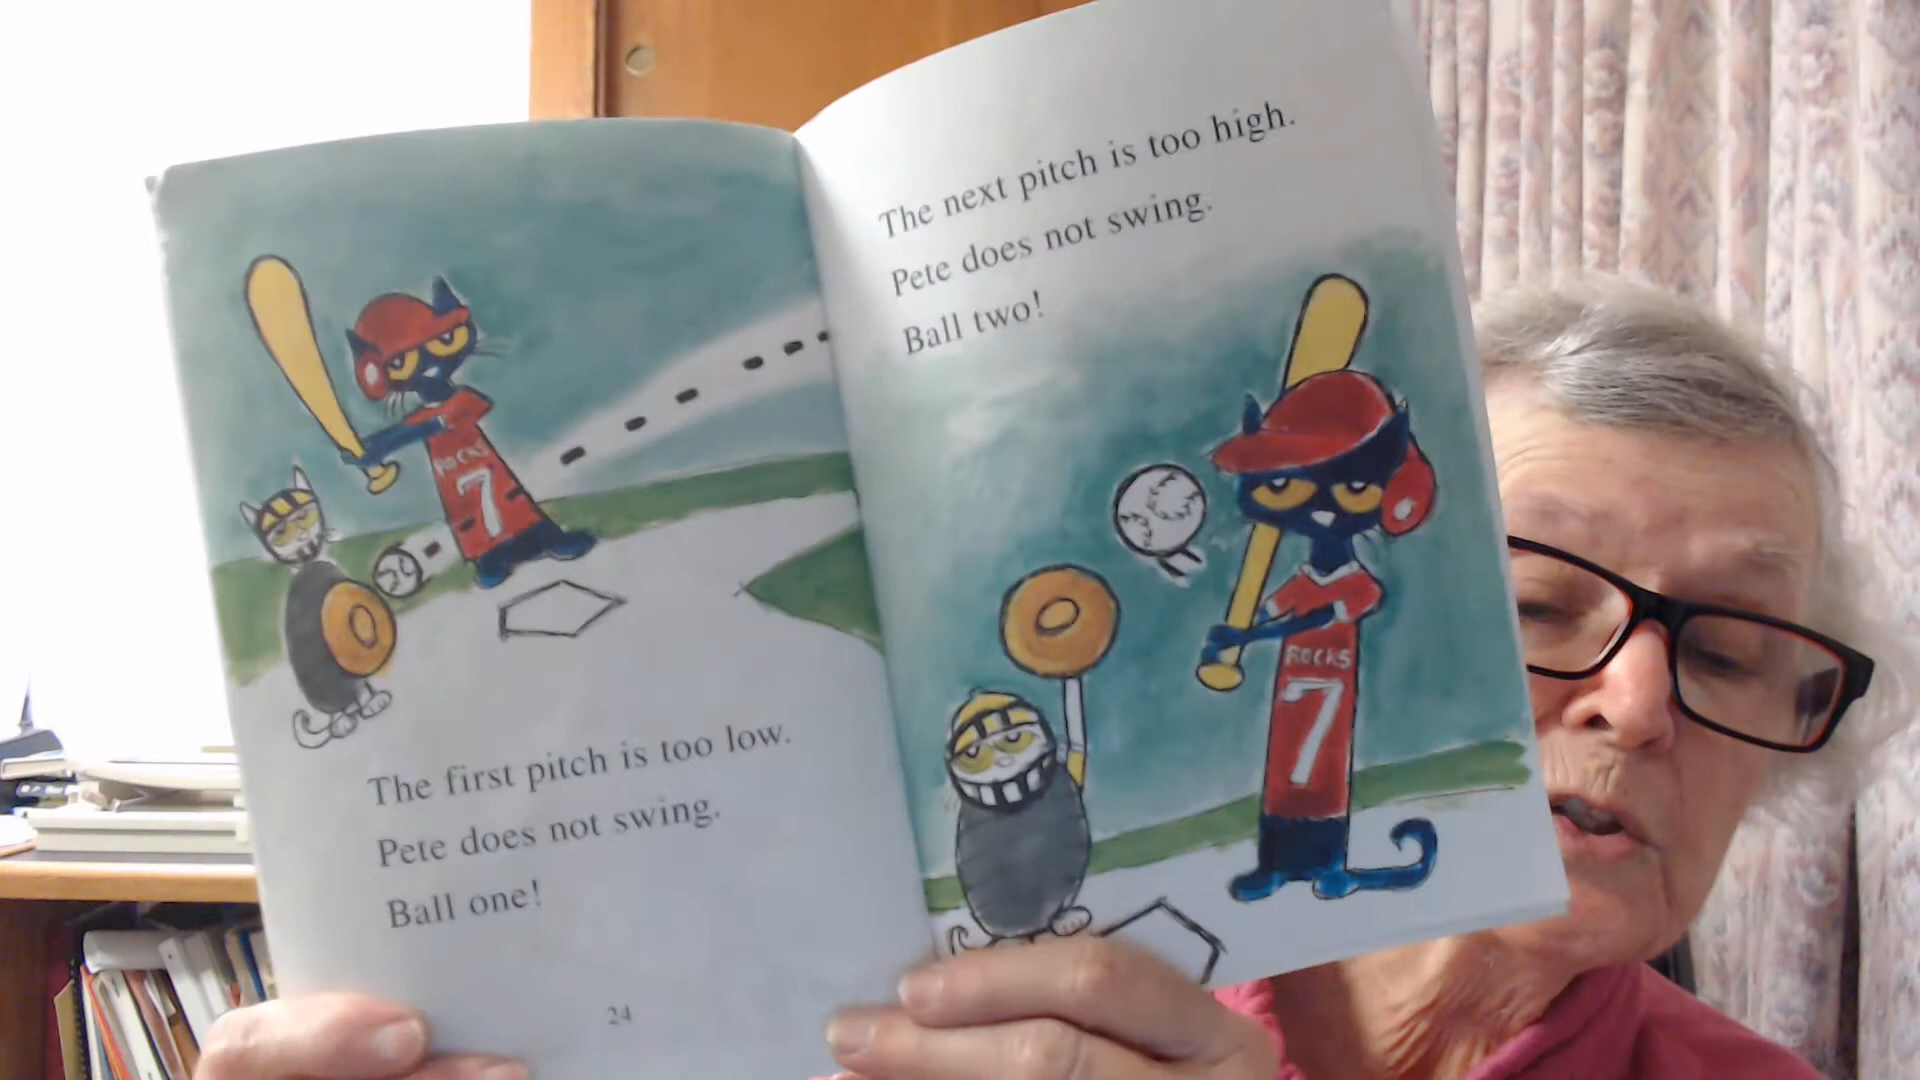 ROCKS
7
The first pitch is too low.
Pete does not swing.
Ball one!
24
The next pitch is too high.
Pete does not swing.
Ball two!
ROCKS
7